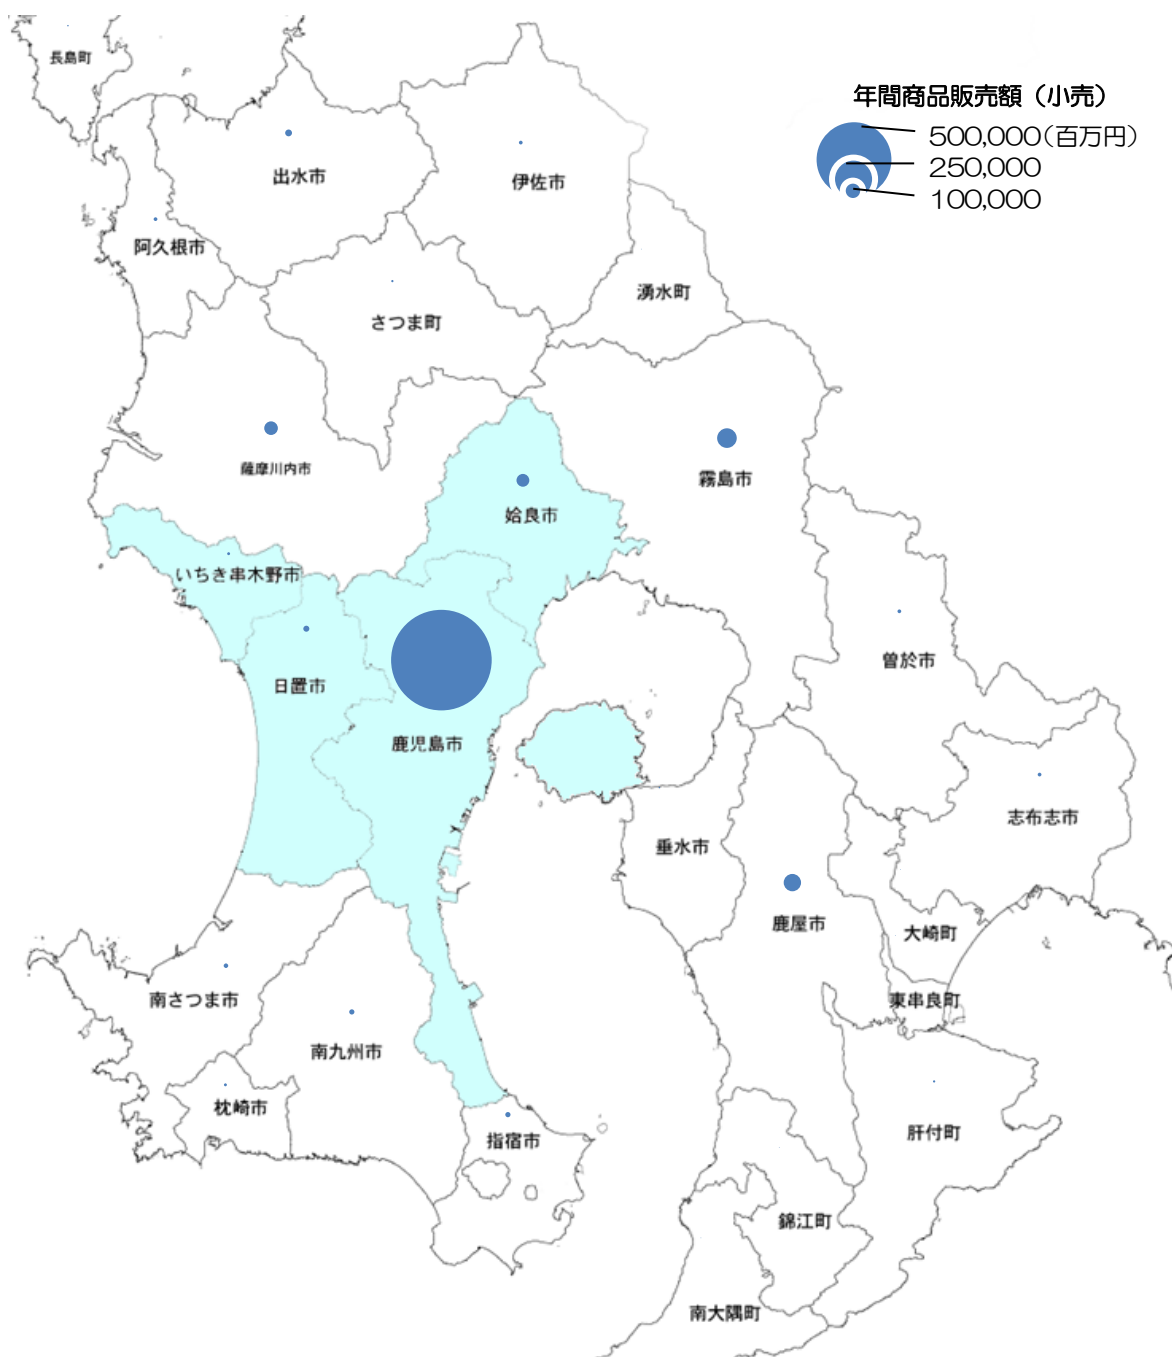 長島町
年間商品販売額（小売）
500,000（百万円）
250,000
100,000
出水市
伊佐市
阿久根市
湧水町
さつま町
薩摩川内市
霧島市
姶良市
いちき串木野市
曽於市
日置市
鹿児島市
志布志市
垂水市
鹿屋市
大崎町
南さつま市
東串良町
南九州市
枕崎市
指宿市
肝付町
錦江町
南大隅町